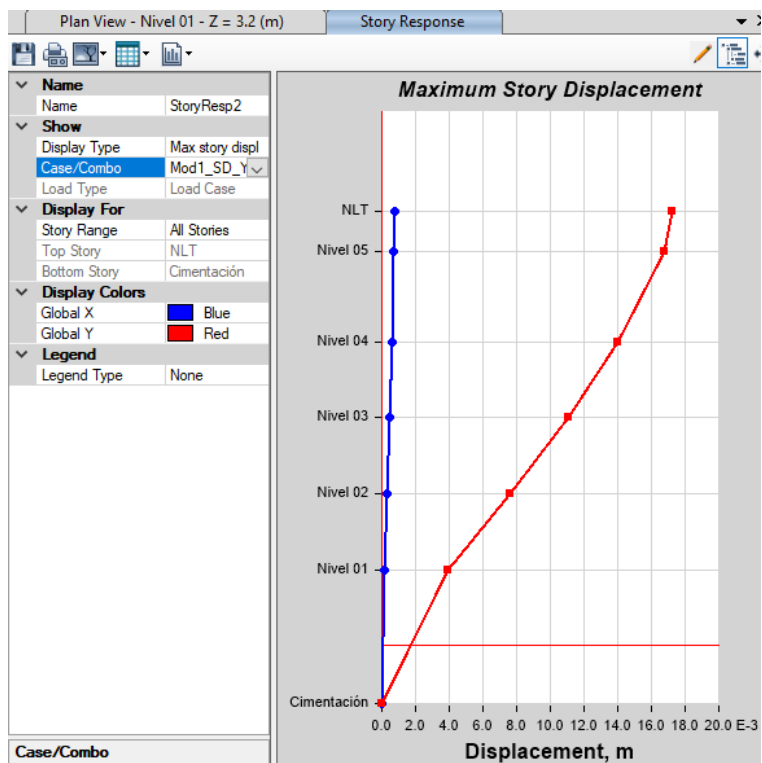 Plan View - Nivel 01 - Z = 3.2 (m)
Story Response
Name
Name StoryResp2
Show
Display Type Max story displ
Case/Combo Mod1_SD_Y
Load Type Load Case
Display For
Story Range All Stories
Top Story NLT
Bottom Story Cimentación
Display Colors
Global X Blue
Global Y Red
Legend
Legend Type None
Case/Combo
Maximum Story Displacement
NLT
Nivel 05
Nivel 04
Nivel 03
Nivel 02
Nivel 01
Cimentación
0.0 2.0 4.0 6.0 8.0 10.0 12.0 14.0 16.0 18.0 20.0 E-3
Displacement, m